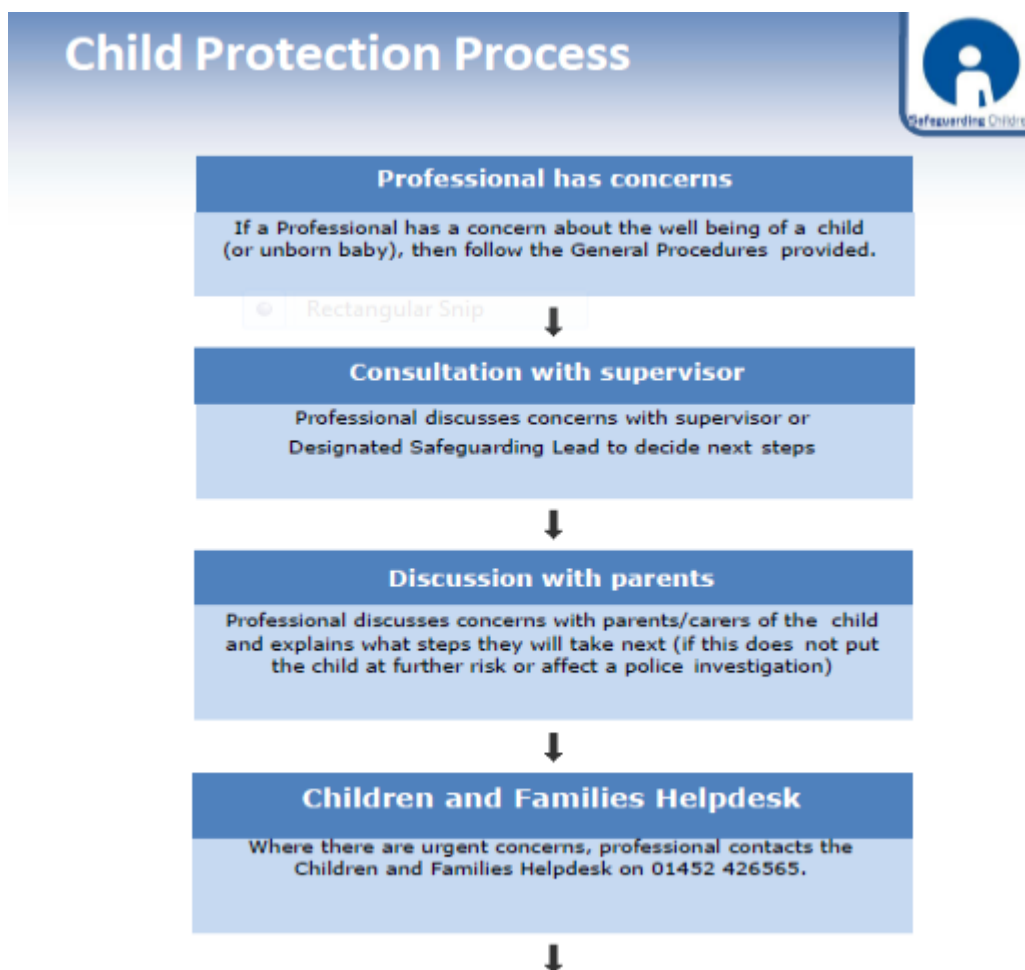 Child Protection Process
Safeguarding Childre
Professional has concerns
If a Professional has a concern about the well being of a child
(or unborn baby), then follow the General Procedures provided.
Rectangular Snip
Consultation with supervisor
Professional discusses concerns with supervisor or
Designated Safeguarding Lead to decide next steps
Discussion with parents
Professional discusses concerns with parents/carers of the child
and explains what steps they will take next (if this does not put
the child at further risk or affect a police investigation)
Children and Families Helpdesk
Where there are urgent concerns, professional contacts the
Children and Families Helpdesk on 01452 426565.